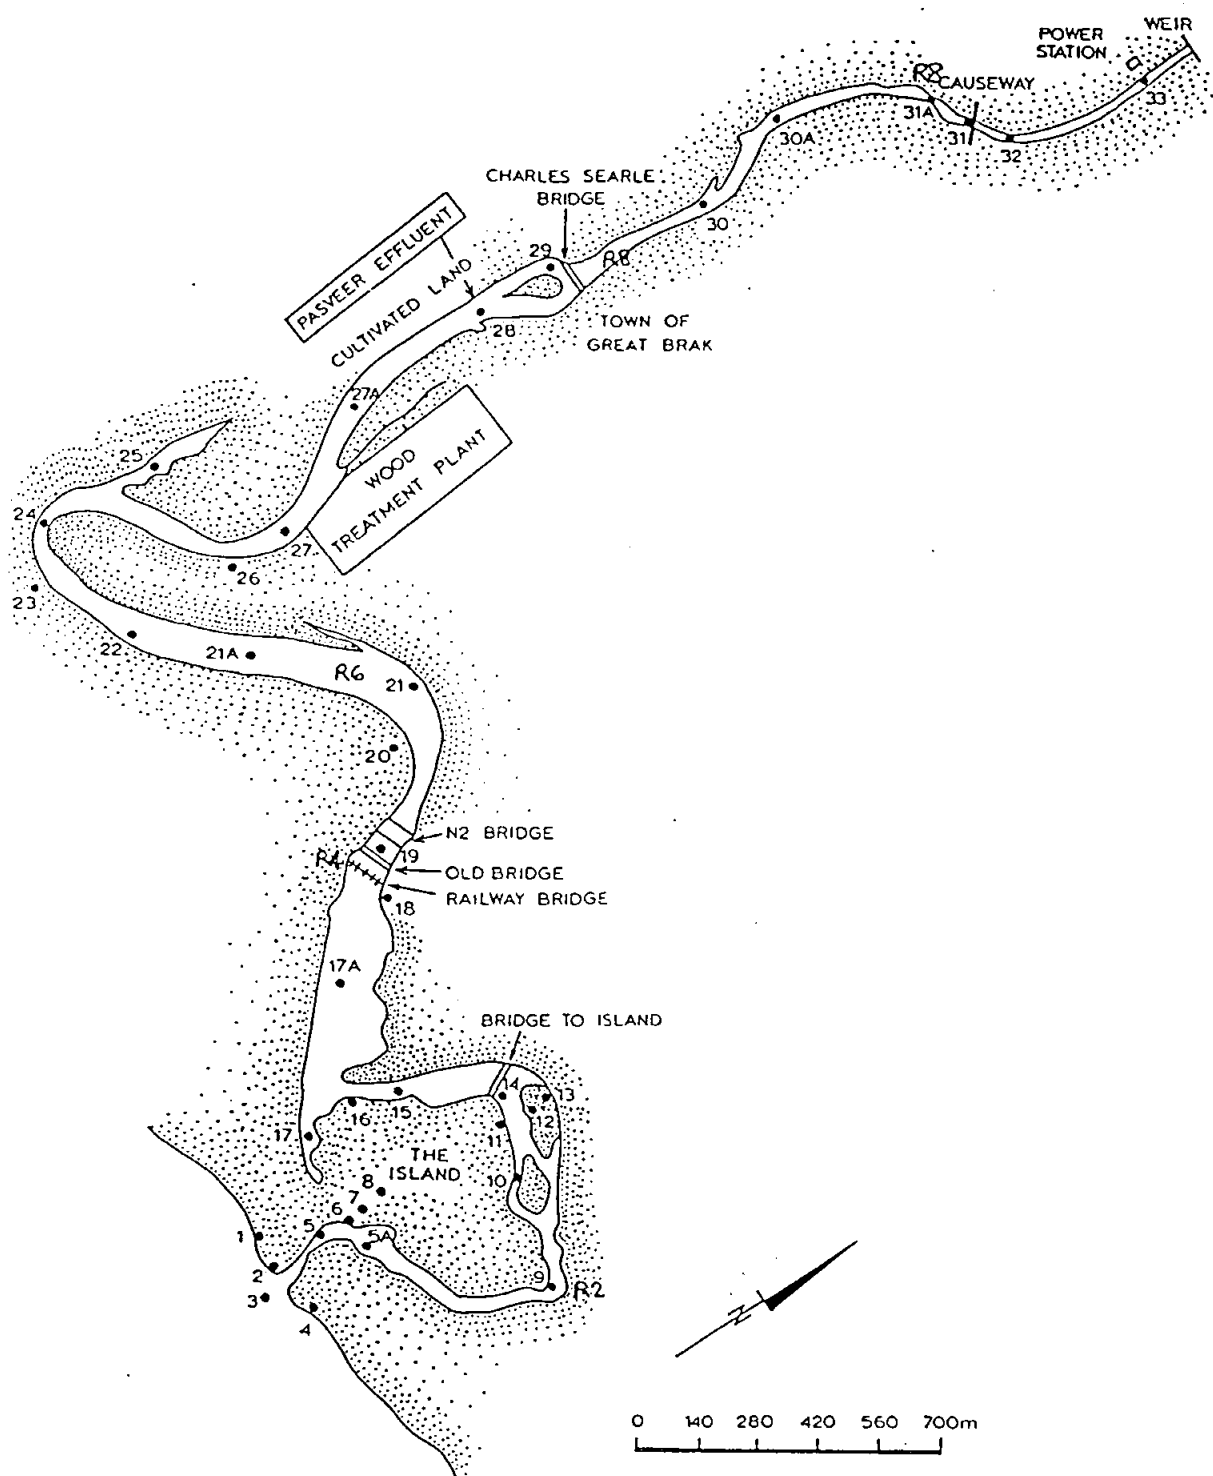 WEIR
POWER
STATION
R8
CAUSEWAY
33
31A
31
32
30A
CHARLES SEARLE
BRIDGE
30
PASVEER EFFLUENT
29
R8
CULTIVATED LAND
28
TOWN OF
GREAT BRAK
27A
WOOD
TREATMENT PLANT
25
24
27
26
23
22
21A
R6
21
20
N2 BRIDGE
19
R4
OLD BRIDGE
RAILWAY BRIDGE
18
17A
BRIDGE TO ISLAND
14
13
15
16
12
11
17
THE
ISLAND
10
8
7
6
5
5A
1
2
9
R2
3
4
N
0 140 280 420 560 700m